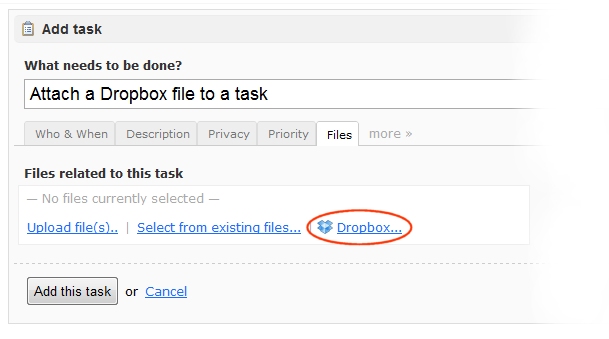 Add task
What needs to be done?
Attach a Dropbox file to a task
Who & When Description Privacy Priority Files more »
Files related to this task
— No files currently selected —
Upload file(s).. | Select from existing files... | Dropbox...
Add this task or Cancel